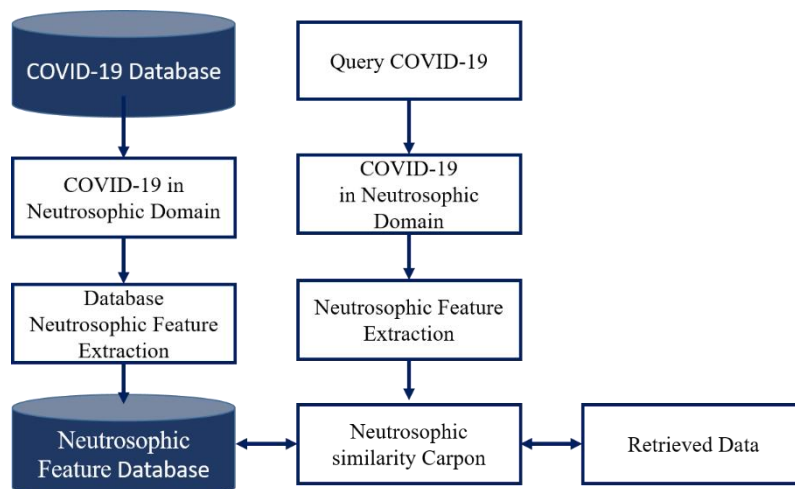 COVID-19 Database
Query COVID-19
COVID-19 in
Neutrosophic Domain
COVID-19
in Neutrosophic
Domain
Database
Neutrosophic Feature
Extraction
Neutrosophic Feature
Extraction
Neutrosophic
Feature Database
Neutrosophic
similarity Carpon
Retrieved Data